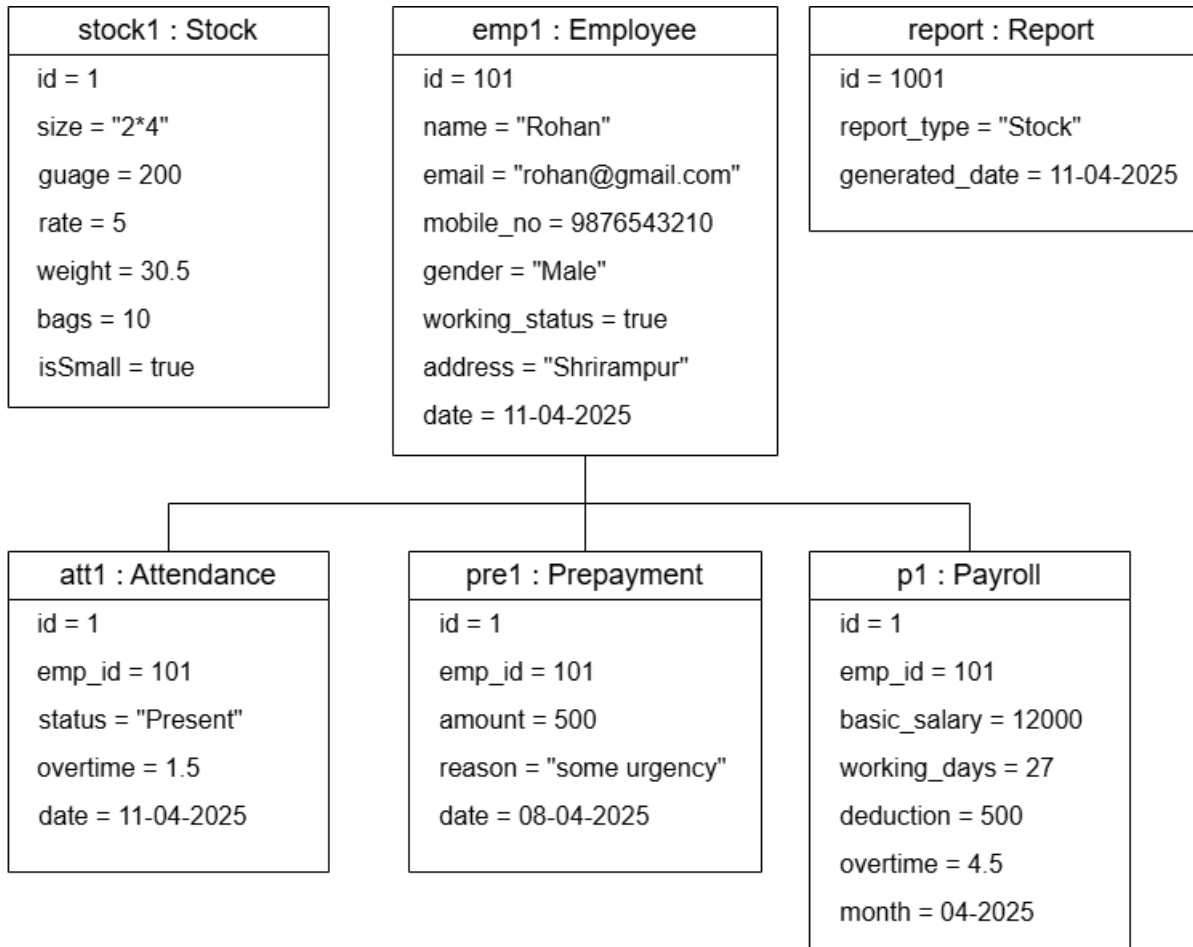 stock1 : Stock
id = 1
size = "2*4"
guage = 200
rate = 5
weight = 30.5
bags = 10
isSmall = true
emp1 : Employee
id = 101
name = "Rohan"
email = "rohan@gmail.com"
mobile_no = 9876543210
gender = "Male"
working_status = true
address = "Shrirampur"
date = 11-04-2025
report : Report
id = 1001
report_type = "Stock"
generated_date = 11-04-2025
att1 : Attendance
id = 1
emp_id = 101
status = "Present"
overtime = 1.5
date = 11-04-2025
pre1 : Prepayment
id = 1
emp_id = 101
amount = 500
reason = "some urgency"
date = 08-04-2025
p1 : Payroll
id = 1
emp_id = 101
basic_salary = 12000
working_days = 27
deduction = 500
overtime = 4.5
month = 04-2025